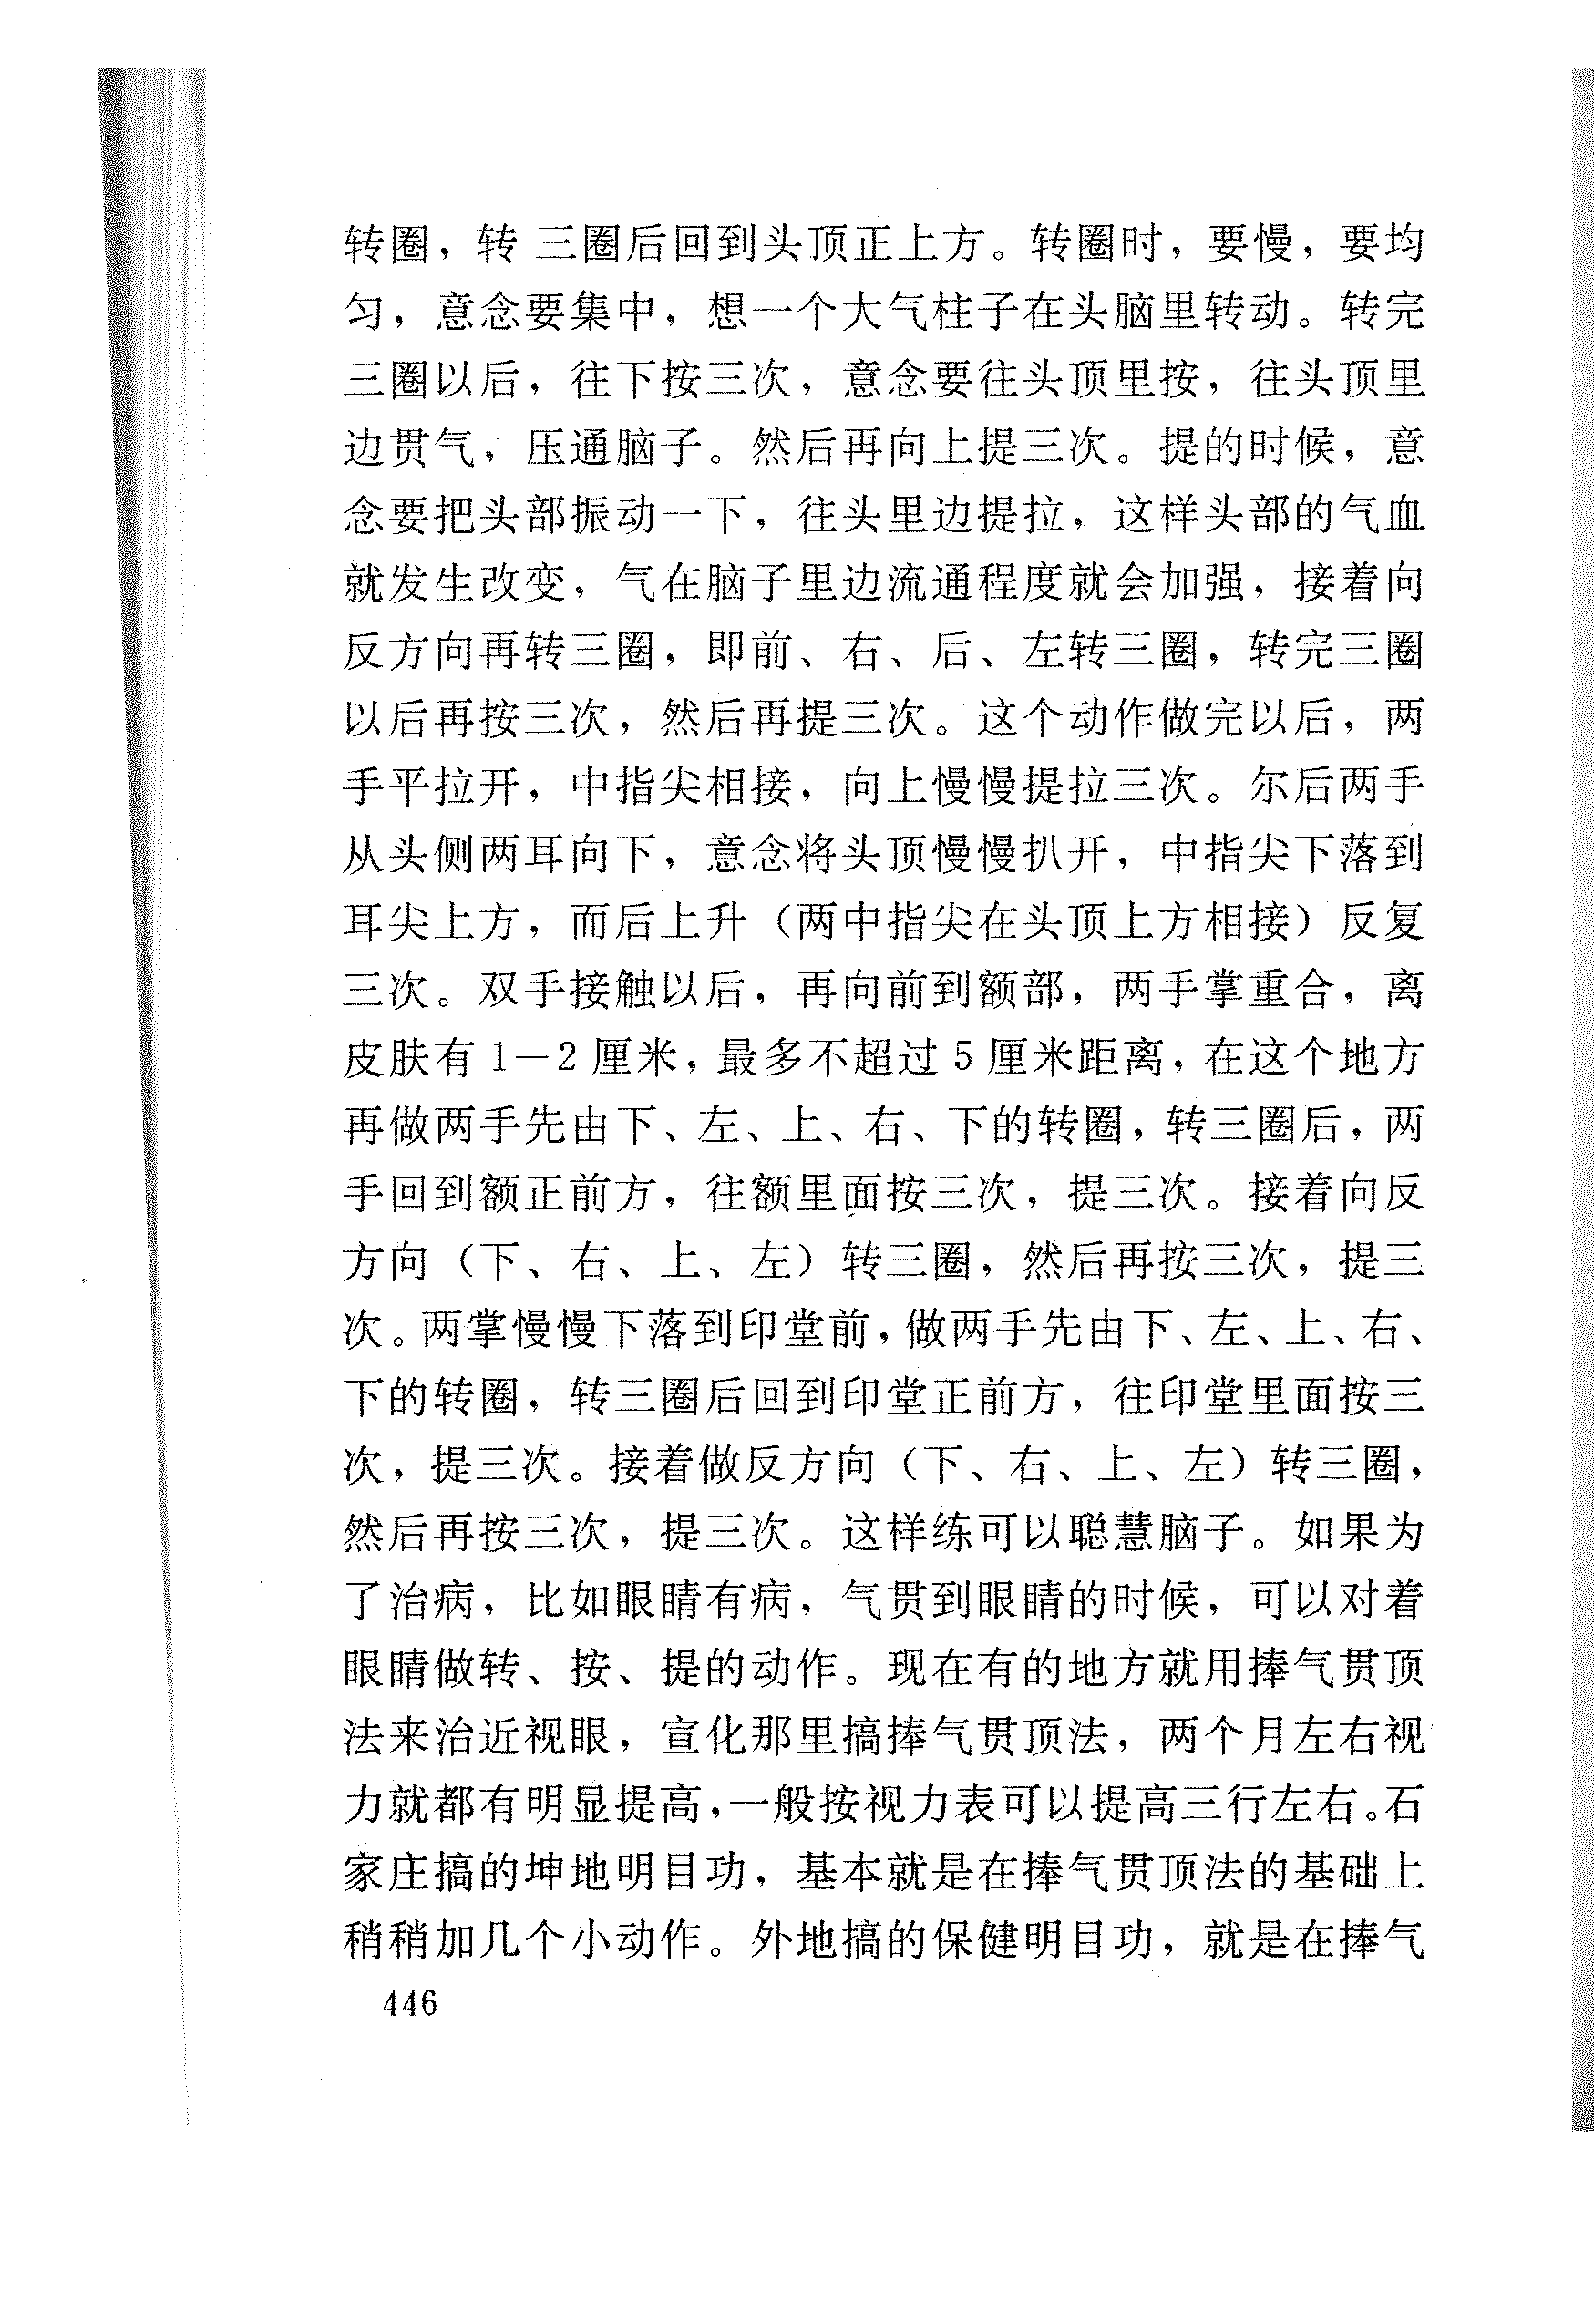 转圈，转 三圈后回到头顶正上方。转圈时，要慢，要均
匀，意念要集中，想一个大气柱子在头脑里转动。转完
三圈以后，往下按三次，意念要往头顶里按，往头顶里
边贯气，压通脑子。然后再向上提三次。提的时候，意
念要把头部振动一下，往头里边提拉，这样头部的气血
就发生改变，气在脑子里边流通程度就会加强，接着向
反方向再转三圈，即前、右、后、左转三圈，转完三圈
以后再按三次，然后再提三次。这个动作做完以后，两
手平拉开，中指尖相接，向上慢慢提拉三次。尔后两手
从头侧两耳向下，意念将头顶慢慢扒开，中指尖下落到
耳尖上方，而后上升（两中指尖在头顶上方相接）反复
三次。双手接触以后，再向前到额部，两手掌重合，离
皮肤有1－2厘米，最多不超过5厘米距离，在这个地方
再做两手先由下、左、上、右、下的转圈，转三圈后，两
手回到额正前方，往额里面按三次，提三次。接着向反
方向（下、右、上、左）转三圈，然后再按三次，提三
次。两掌慢慢下落到印堂前，做两手先由下、左、上、右、
下的转圈，转三圈后回到印堂正前方，往印堂里面按三
次，提三次。接着做反方向（下、右、上、左）转三圈，
然后再按三次，提三次。这样练可以聪慧脑子。如果为
了治病，比如眼睛有病，气贯到眼睛的时候，可以对着
眼睛做转、按、提的动作。现在有的地方就用捧气贯顶
法来治近视眼，宣化那里搞捧气贯顶法，两个月左右视
力就都有明显提高，一般按视力表可以提高三行左右。石
家庄搞的坤地明目功，基本就是在捧气贯顶法的基础上
稍稍加几个小动作。外地搞的保健明目功，就是在捧气
446